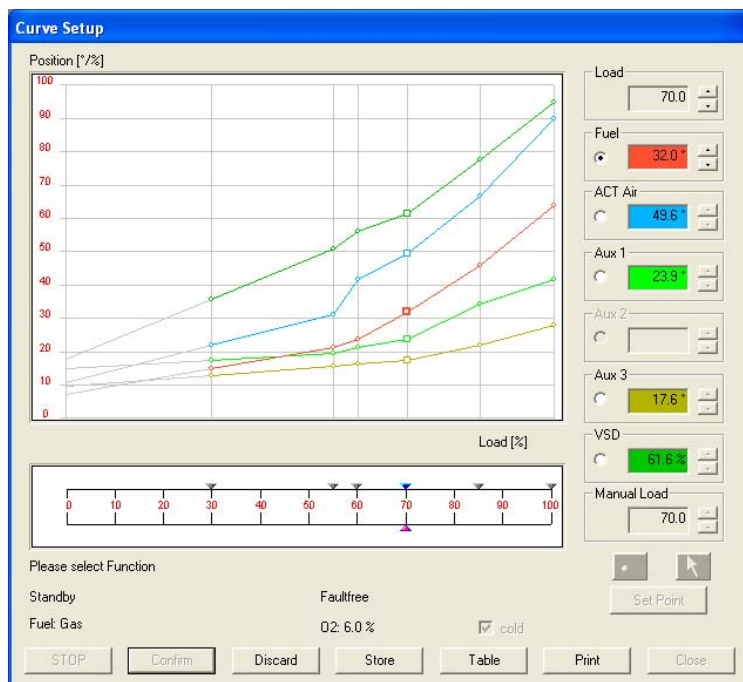 Curve Setup
Position [°/%]
100
90
80
70
60
50
40
30
20
10
0
Load [%]
0 10 20 30 40 50 60 70 80 90 100
Please select Function
Standby
Faultfree
Fuel: Gas
O2: 6.0 %
cold
Load
70.0
Fuel
32.0 °
ACT Air
49.6 °
Aux 1
23.9 °
Aux 2
Aux 3
17.6 °
VSD
61.6 %
Manual Load
70.0
Set Point
STOP Confirm Discard Store Table Print Close